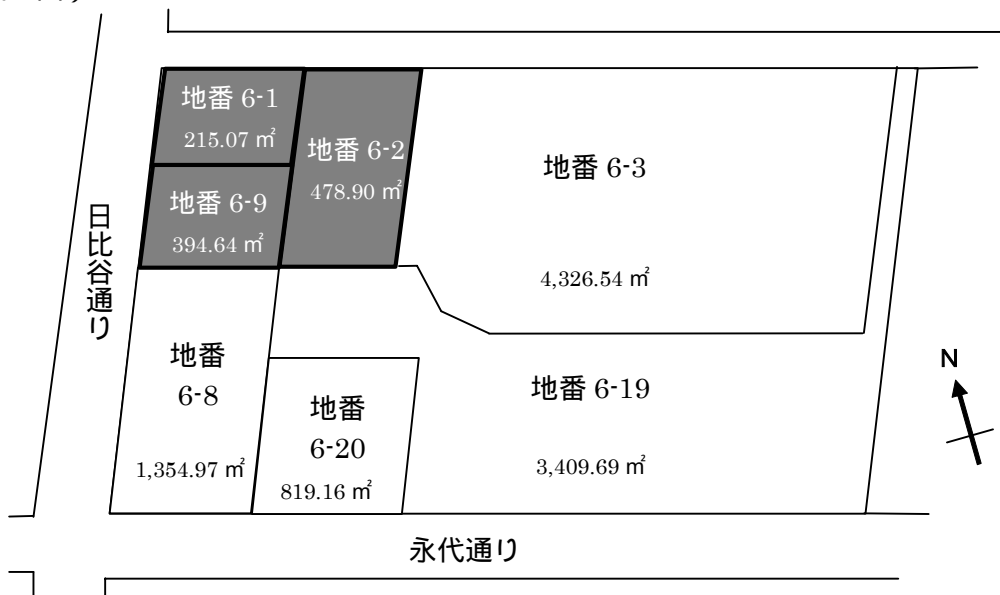 地番 6-1
215.07 ㎡
地番 6-2
478.90 ㎡
地番 6-9
394.64 ㎡
地番 6-3
4,326.54 ㎡
日比谷通り
地番
6-8
1,354.97 ㎡
地番
6-20
819.16 ㎡
地番 6-19
3,409.69 ㎡
N
永代通り